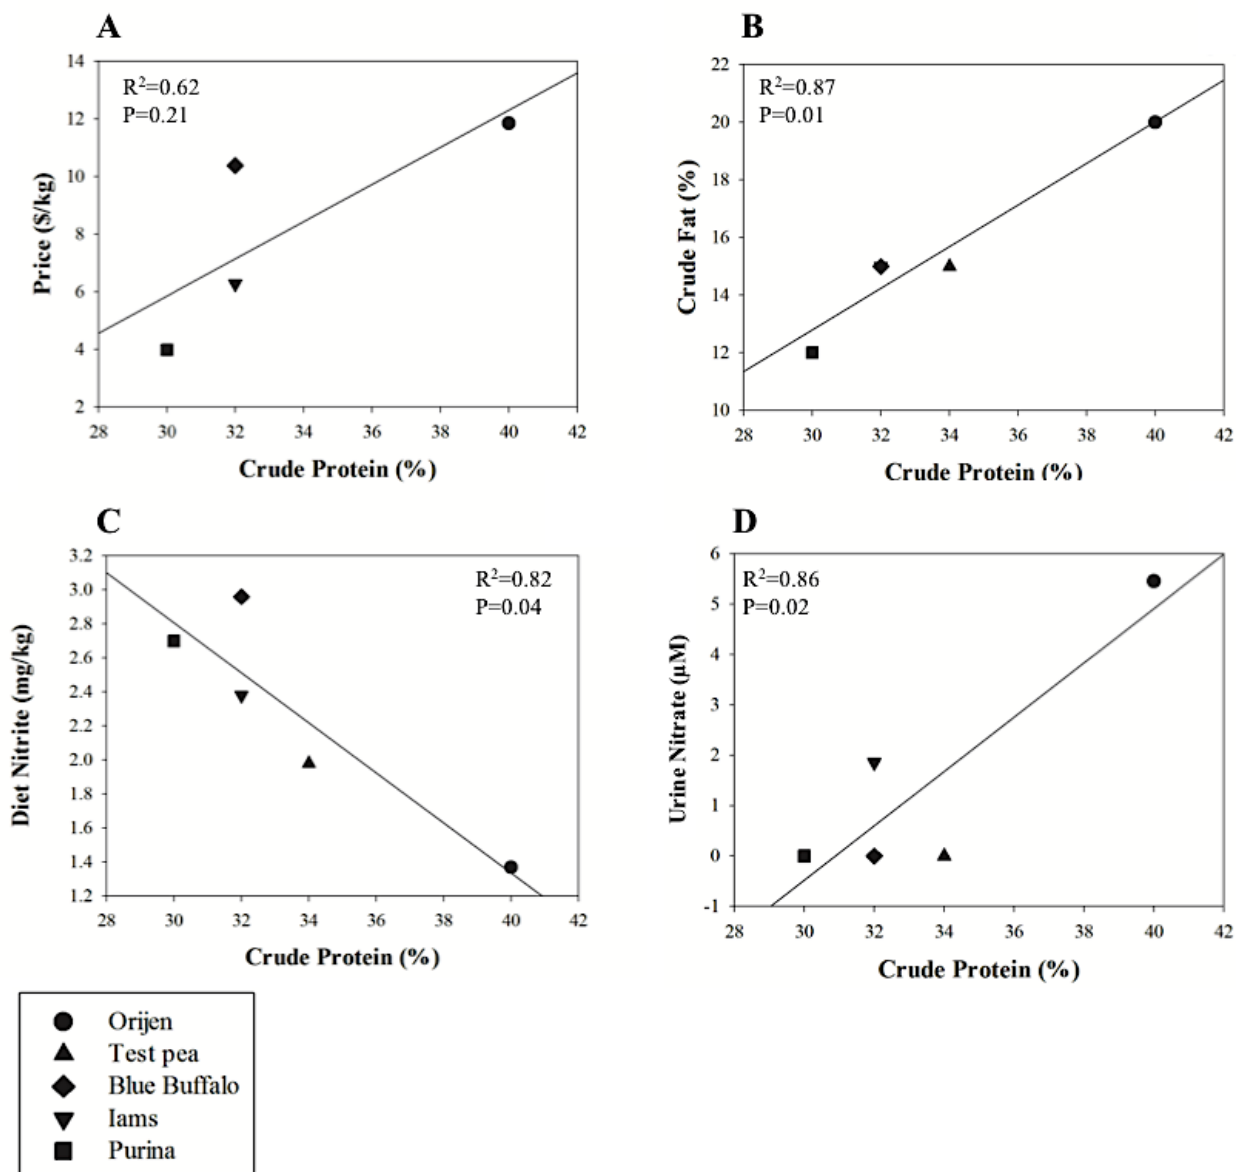 A
R²=0.62
P=0.21
14
12
10
8
6
4
2
Price ($/kg)
28 30 32 34 36 38 40 42
Crude Protein (%)
B
R²=0.87
P=0.01
22
20
18
16
14
12
10
Crude Fat (%)
28 30 32 34 36 38 40 42
Crude Protein (%)
C
R²=0.82
P=0.04
3.2
3.0
2.8
2.6
2.4
2.2
2.0
1.8
1.6
1.4
1.2
Diet Nitrite (mg/kg)
28 30 32 34 36 38 40 42
Crude Protein (%)
D
R²=0.86
P=0.02
6
5
4
3
2
1
0
-1
Urine Nitrate (µM)
28 30 32 34 36 38 40 42
Crude Protein (%)
Orijen
Test pea
Blue Buffalo
Iams
Purina